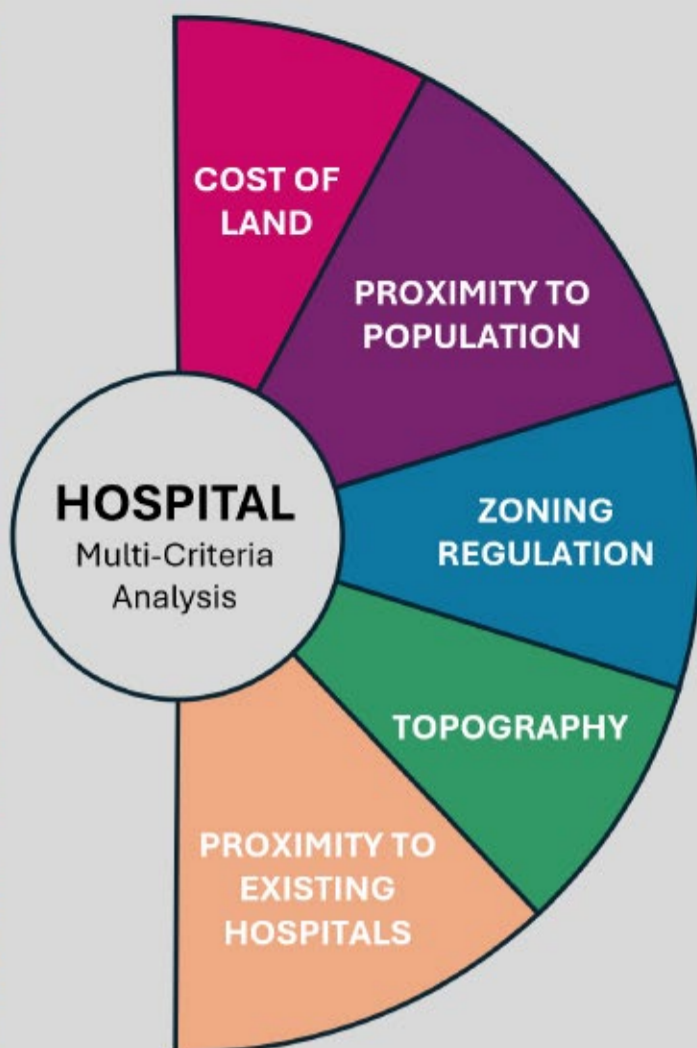 COST OF
LAND
PROXIMITY TO
POPULATION
HOSPITAL
Multi-Criteria
Analysis
ZONING
REGULATION
TOPOGRAPHY
PROXIMITY TO
EXISTING
HOSPITALS